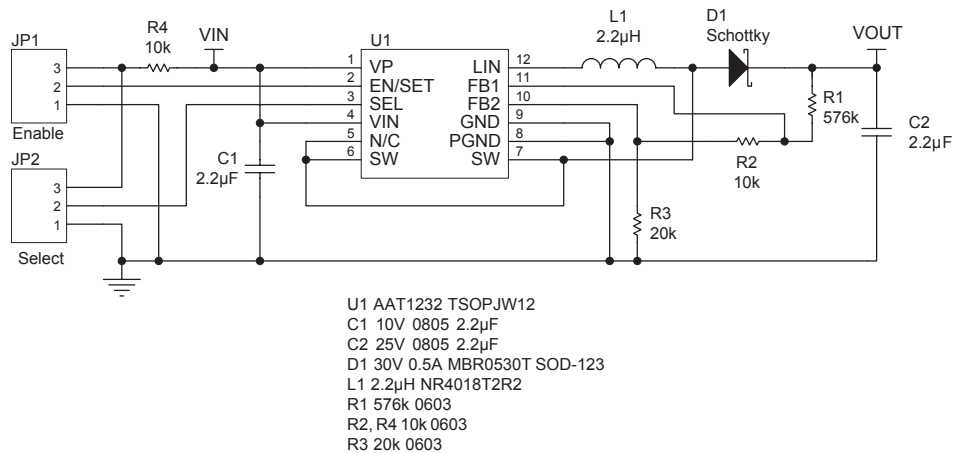 JP1
3
2
1
Enable
JP2
3
2
1
Select
R4
10k
VIN
C1
2.2µF
U1
1 VP
2 EN/SET
3 SEL
4 VIN
5 N/C
6 SW
LIN 12
FB1 11
FB2 10
GND 9
PGND 8
SW 7
L1
2.2µH
D1
Schottky
VOUT
R1
576k
R2
10k
R3
20k
C2
2.2µF
U1 AAT1232 TSOPJW12
C1 10V 0805 2.2µF
C2 25V 0805 2.2µF
D1 30V 0.5A MBR0530T SOD-123
L1 2.2µH NR4018T2R2
R1 576k 0603
R2, R4 10k 0603
R3 20k 0603